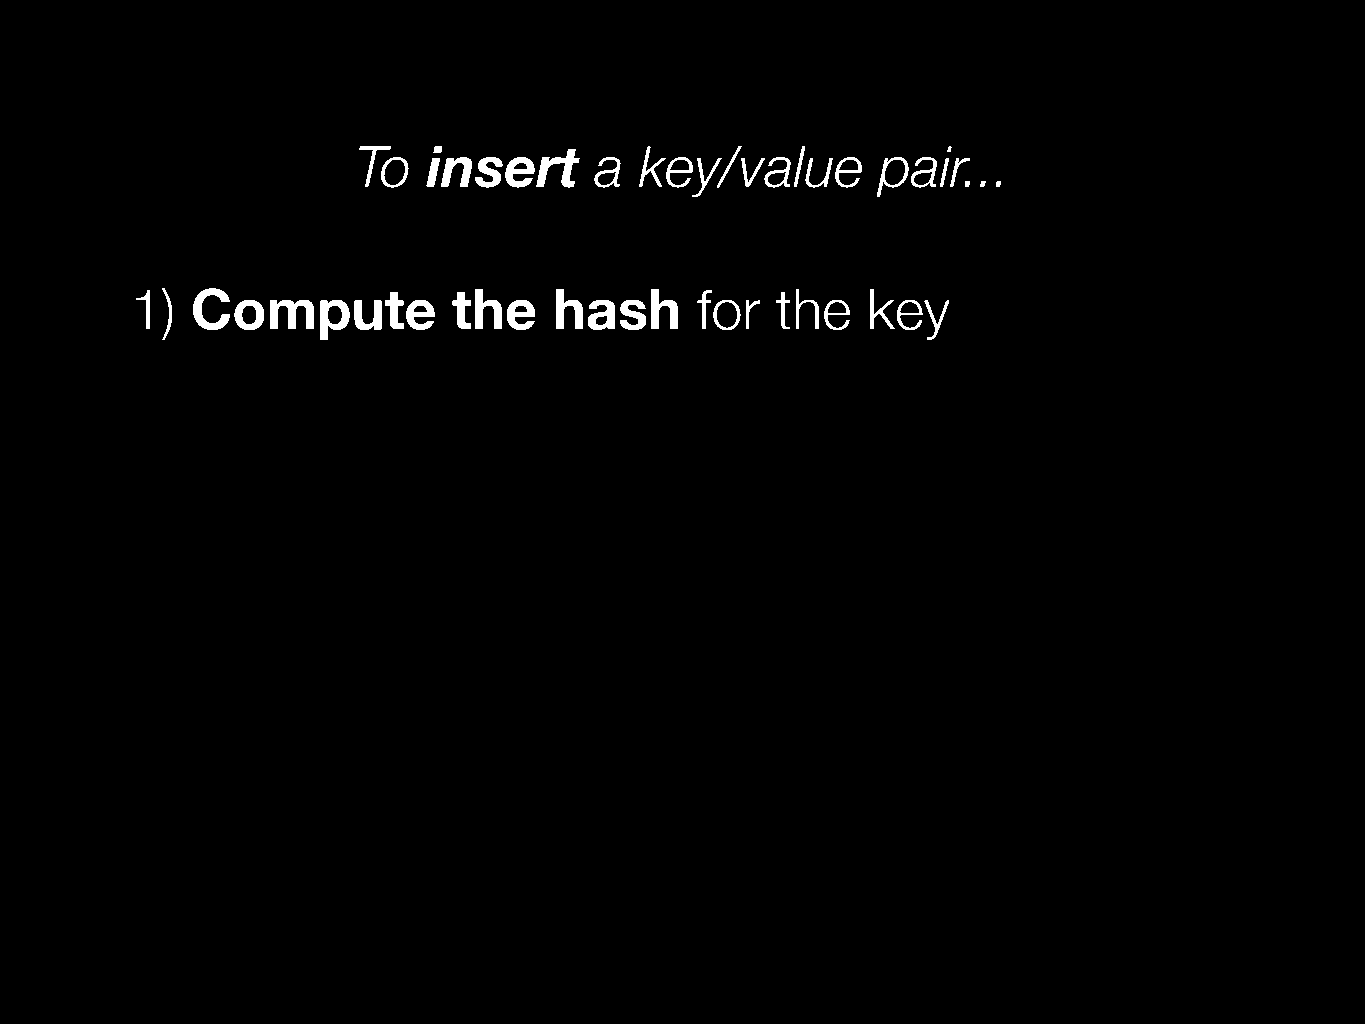 To insert a key/value pair...
1) Compute the hash for the key